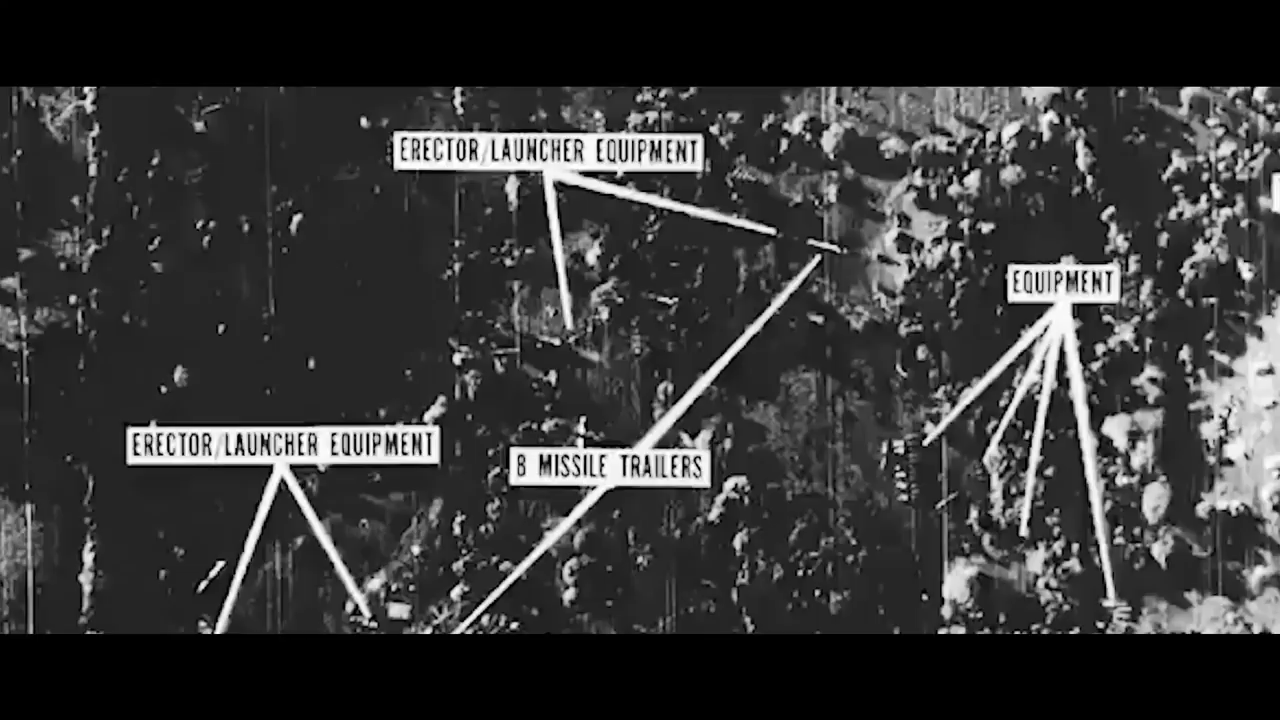 ERECTOR/LAUNCHER EQUIPMENT
EQUIPMENT
ERECTOR/LAUNCHER EQUIPMENT
8 MISSILE TRAILERS